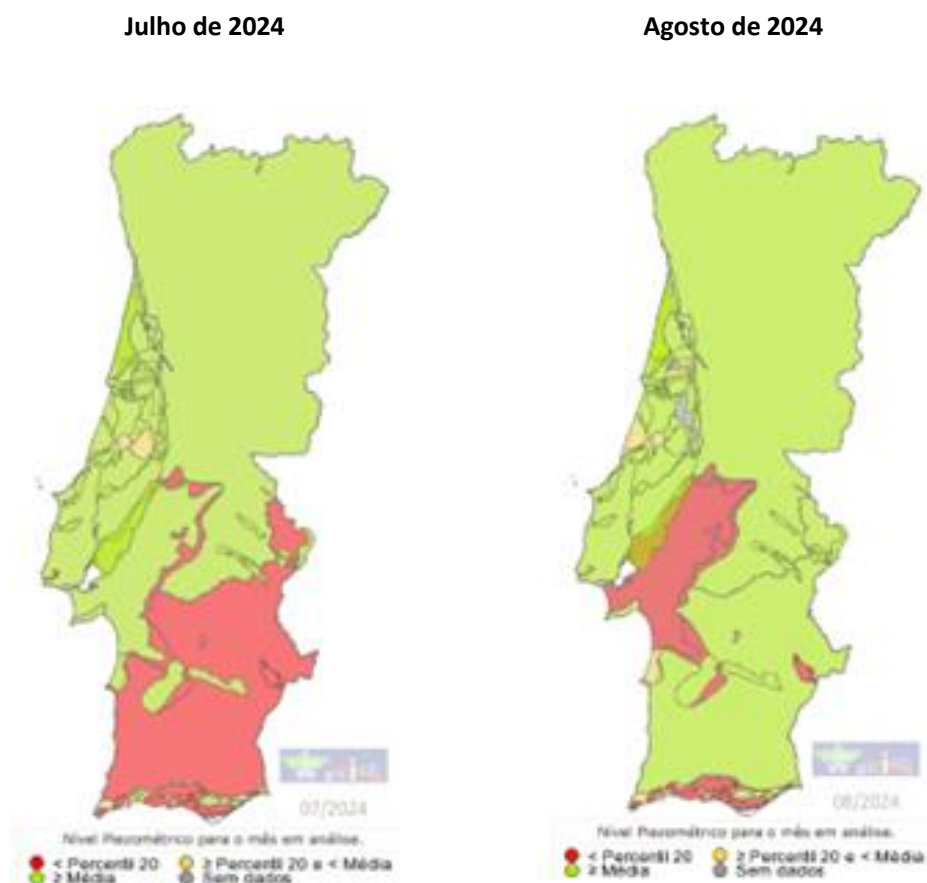 Julho de 2024
Agosto de 2024
07/2024
Nível Piezométrico para o mês em análise.
< Percentil 20
≥ Percentil 20 e < Média
≥ Média
Sem dados
08/2024
Nível Piezométrico para o mês em análise.
< Percentil 20
≥ Percentil 20 e < Média
≥ Média
Sem dados